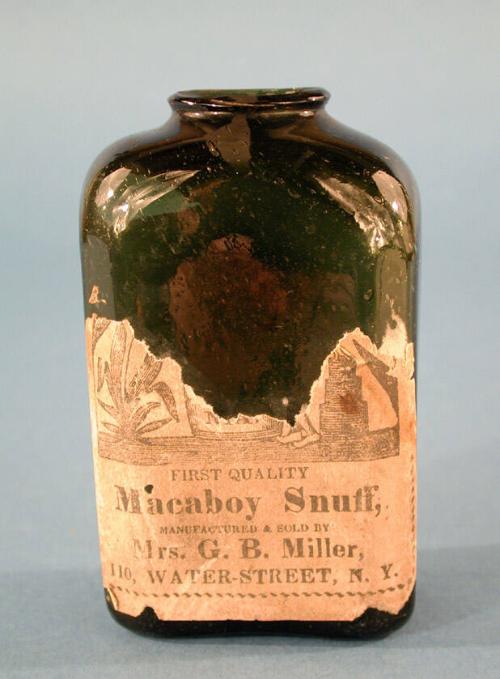 FIRST QUALITY
Macaboy Snuff,
MANUFACTURED & SOLD BY
Mrs. G. B. Miller,
110, WATER-STREET, N. Y.